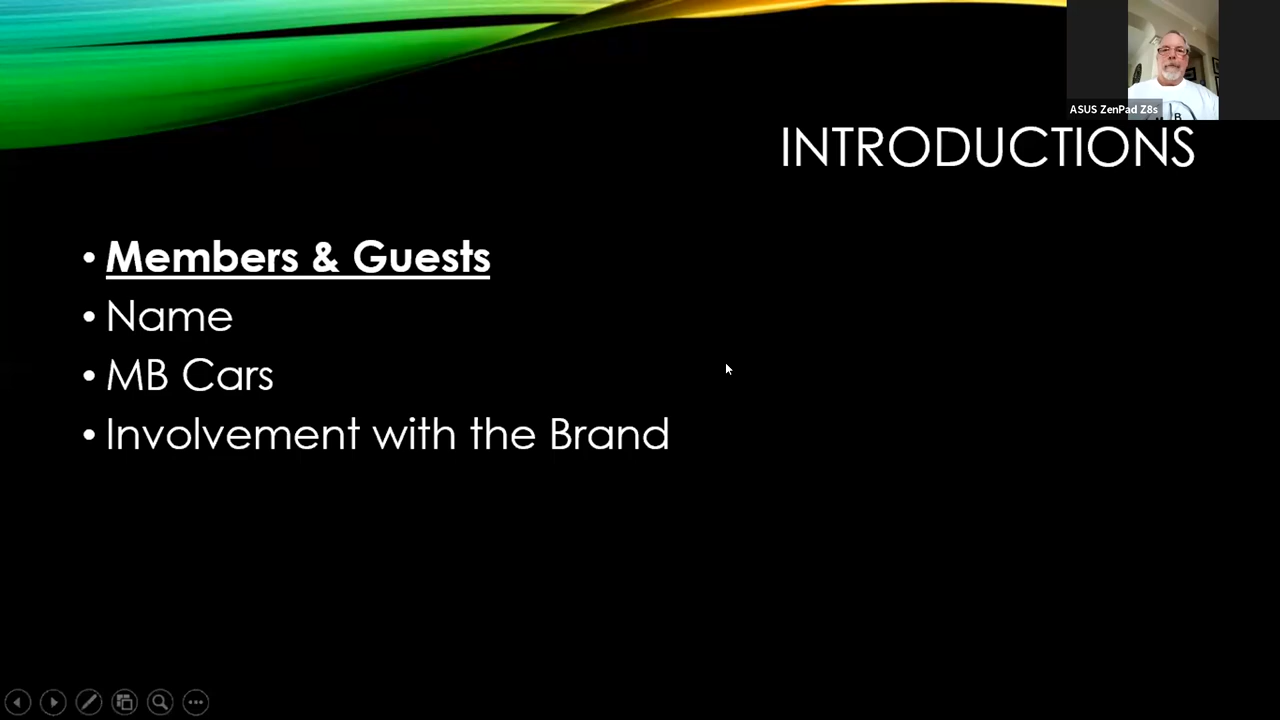 ASUS ZenPad Z8s
INTRODUCTIONS
• Members & Guests
• Name
• MB Cars
• Involvement with the Brand